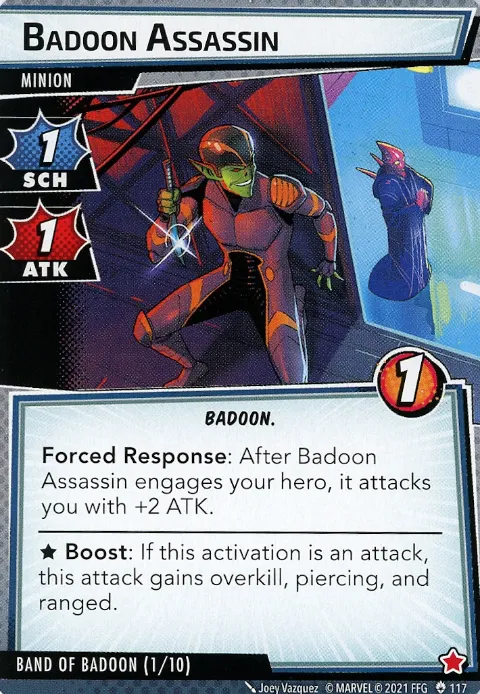 BADOON ASSASSIN
MINION
1
SCH
1
ATK
1
BADOON.
Forced Response: After Badoon
Assassin engages your hero, it attacks
you with +2 ATK.
★ Boost: If this activation is an attack,
this attack gains overkill, piercing, and
ranged.
BAND OF BADOON (1/10)
Joey Vazquez © MARVEL © 2021 FFG 117